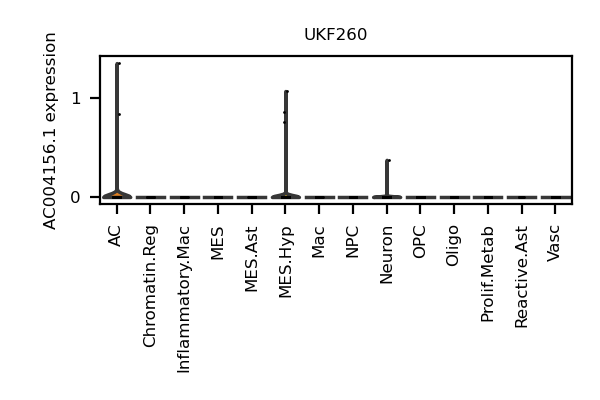 UKF260
AC004156.1 expression
1
0
AC
Chromatin.Reg
Inflammatory.Mac
MES
MES.Ast
MES.Hyp
Mac
NPC
Neuron
OPC
Oligo
Prolif.Metab
Reactive.Ast
Vasc